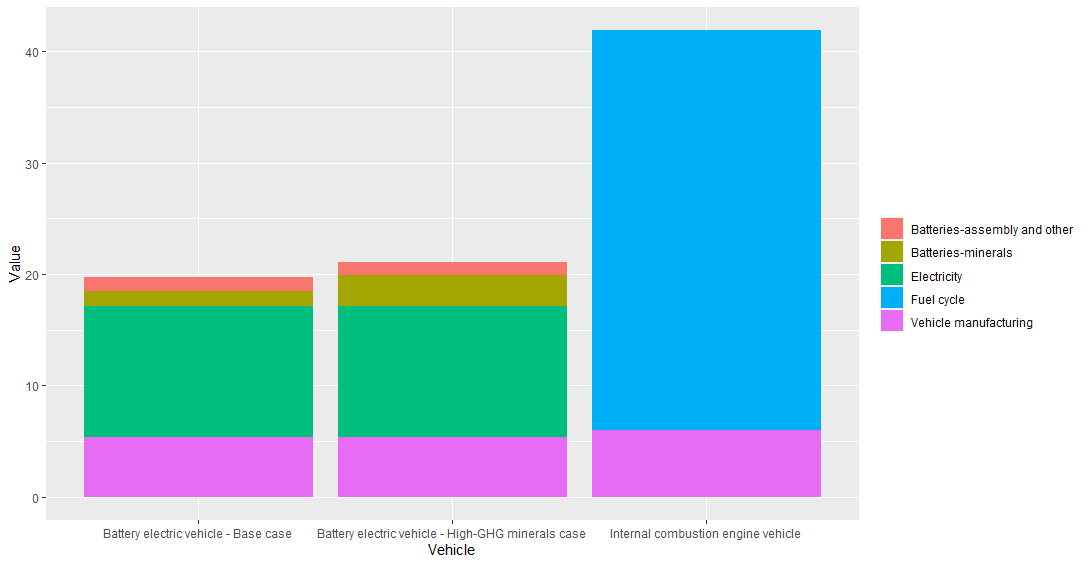 40
30
20
10
0
Value
Battery electric vehicle - Base case
Battery electric vehicle - High-GHG minerals case
Internal combustion engine vehicle
Vehicle
Batteries-assembly and other
Batteries-minerals
Electricity
Fuel cycle
Vehicle manufacturing